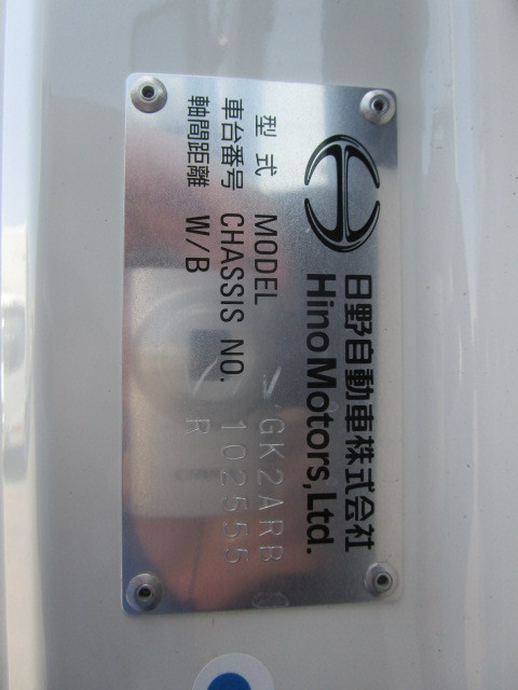 日野自動車株式会社
Hino Motors, Ltd.
型式 MODEL GK2ARB
車台番号 CHASSIS NO. 102555
軸間距離 W/B R